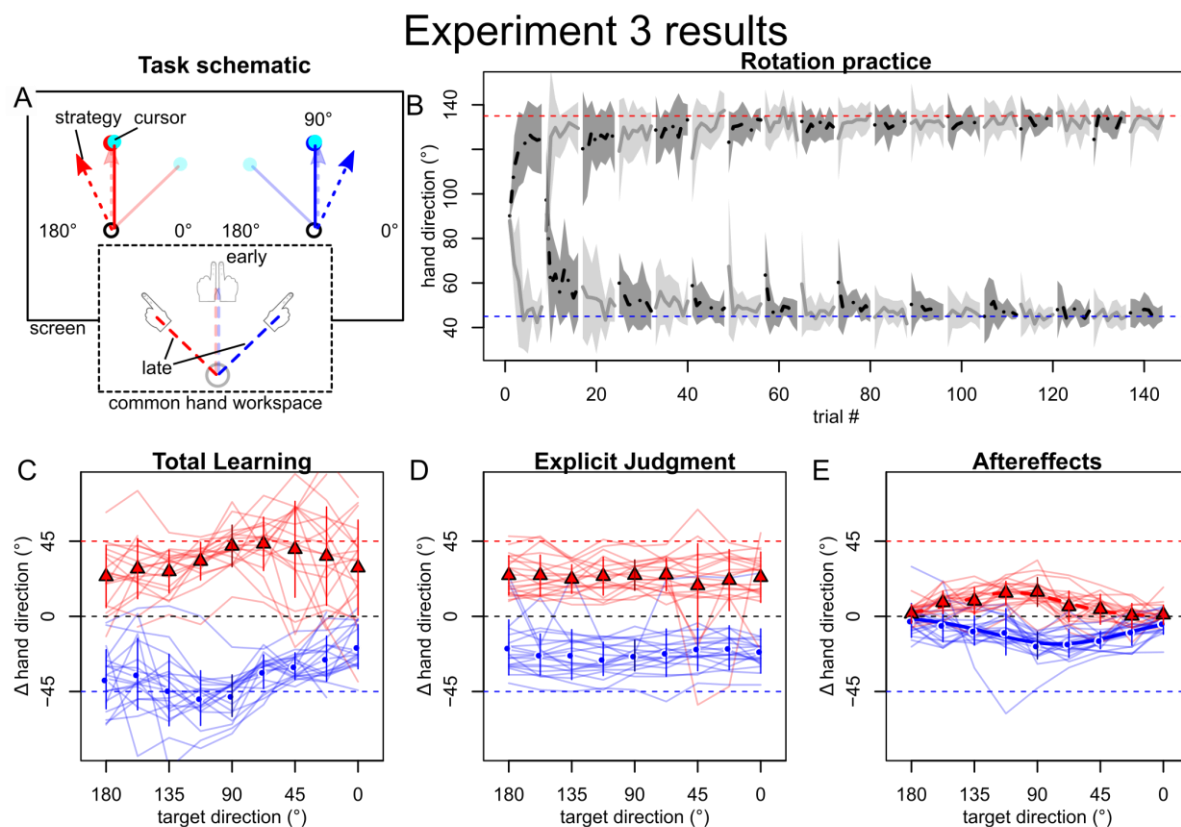 Experiment 3 results
Task schematic
A
strategy
cursor
90°
180°
0°
180°
0°
early
screen
late
common hand workspace
Rotation practice
B
hand direction (°)
140
120
100
80
60
40
0
20
40
60
80
100
120
140
trial #
C
Total Learning
Δ hand direction (°)
45
0
−45
180
135
90
45
0
target direction (°)
D
Explicit Judgment
Δ hand direction (°)
45
0
−45
180
135
90
45
0
target direction (°)
E
Aftereffects
Δ hand direction (°)
45
0
−45
180
135
90
45
0
target direction (°)